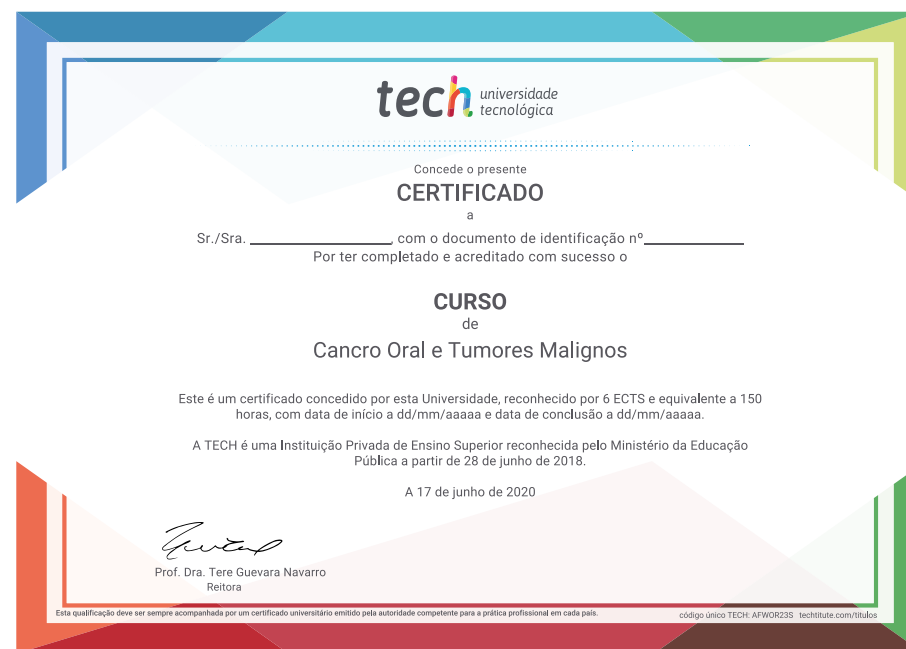 tech universidade
tecnológica
Concede o presente
CERTIFICADO
a
Sr./Sra. ________________, com o documento de identificação nº____________
Por ter completado e acreditado com sucesso o
CURSO
de
Cancro Oral e Tumores Malignos
Este é um certificado concedido por esta Universidade, reconhecido por 6 ECTS e equivalente a 150
horas, com data de início a dd/mm/aaaaa e data de conclusão a dd/mm/aaaaa.
A TECH é uma Instituição Privada de Ensino Superior reconhecida pelo Ministério da Educação
Pública a partir de 28 de junho de 2018.
A 17 de junho de 2020
Prof. Dra. Tere Guevara Navarro
Reitora
Esta qualificação deve ser sempre acompanhada por um certificado universitário emitido pela autoridade competente para a prática profissional em cada país.
código único TECH: AFWOR23S techtitute.com/titulos